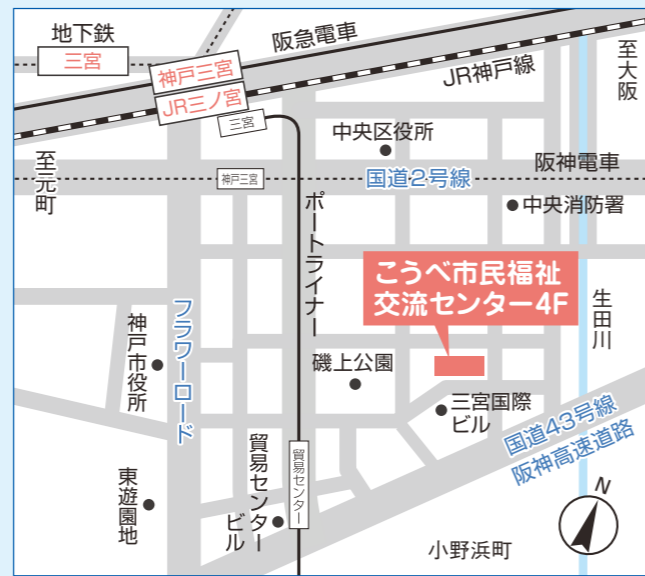 地下鉄
三宮
阪急電車
神戸三宮
JR三ノ宮
JR神戸線
至大阪
三宮
中央区役所
至元町
神戸三宮
国道2号線
阪神電車
中央消防署
ポートライナー
こうべ市民福祉
交流センター4F
生田川
フラワーロード
神戸市役所
磯上公園
三宮国際
ビル
国道43号線
阪神高速道路
貿易センター
ビル
貿易センター
東遊園地
小野浜町
N